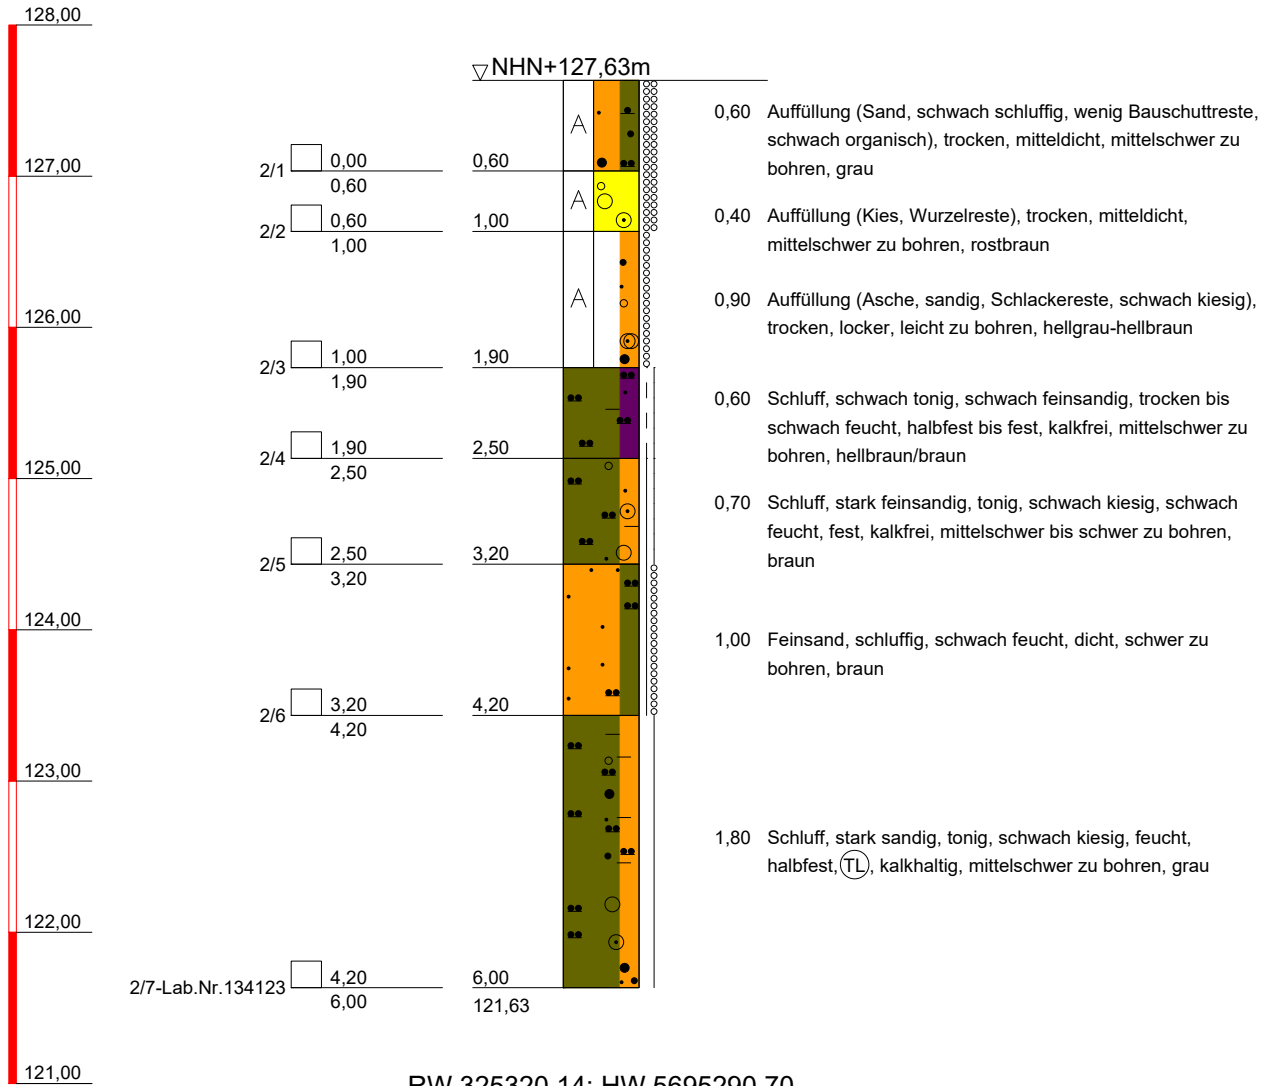 128,00
NHN+127,63m
0,60 Auffüllung (Sand, schwach schluffig, wenig Bauschuttreste,
schwach organisch), trocken, mitteldicht, mittelschwer zu
bohren, grau
A
2/1 0,00 0,60
0,60
127,00
0,40 Auffüllung (Kies, Wurzelreste), trocken, mitteldicht,
mittelschwer zu bohren, rostbraun
A
2/2 0,60 1,00
1,00
0,90 Auffüllung (Asche, sandig, Schlackereste, schwach kiesig),
trocken, locker, leicht zu bohren, hellgrau-hellbraun
A
126,00
2/3 1,00 1,90
1,90
0,60 Schluff, schwach tonig, schwach feinsandig, trocken bis
schwach feucht, halbfest bis fest, kalkfrei, mittelschwer zu
bohren, hellbraun/braun
2/4 1,90 2,50
2,50
125,00
0,70 Schluff, stark feinsandig, tonig, schwach kiesig, schwach
feucht, fest, kalkfrei, mittelschwer bis schwer zu bohren,
braun
2/5 2,50 3,20
3,20
124,00
1,00 Feinsand, schluffig, schwach feucht, dicht, schwer zu
bohren, braun
2/6 3,20 4,20
4,20
123,00
1,80 Schluff, stark sandig, tonig, schwach kiesig, feucht,
halbfest, TL, kalkhaltig, mittelschwer zu bohren, grau
122,00
2/7-Lab.Nr.134123 4,20 6,00
6,00 121,63
121,00
RW 325320,14; HW 5695290,70